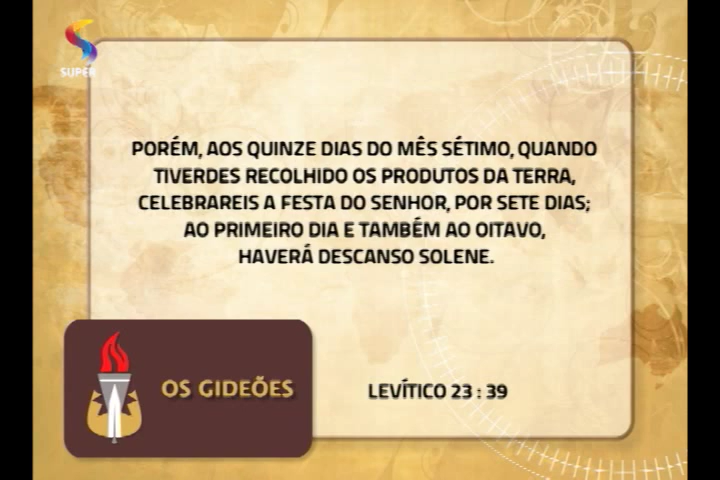 SUPER
PORÉM, AOS QUINZE DIAS DO MÊS SÉTIMO, QUANDO
TIVERDES RECOLHIDO OS PRODUTOS DA TERRA,
CELEBRAREIS A FESTA DO SENHOR, POR SETE DIAS;
AO PRIMEIRO DIA E TAMBÉM AO OITAVO,
HAVERÁ DESCANSO SOLENE.
OS GIDEÕES
LEVÍTICO 23 : 39